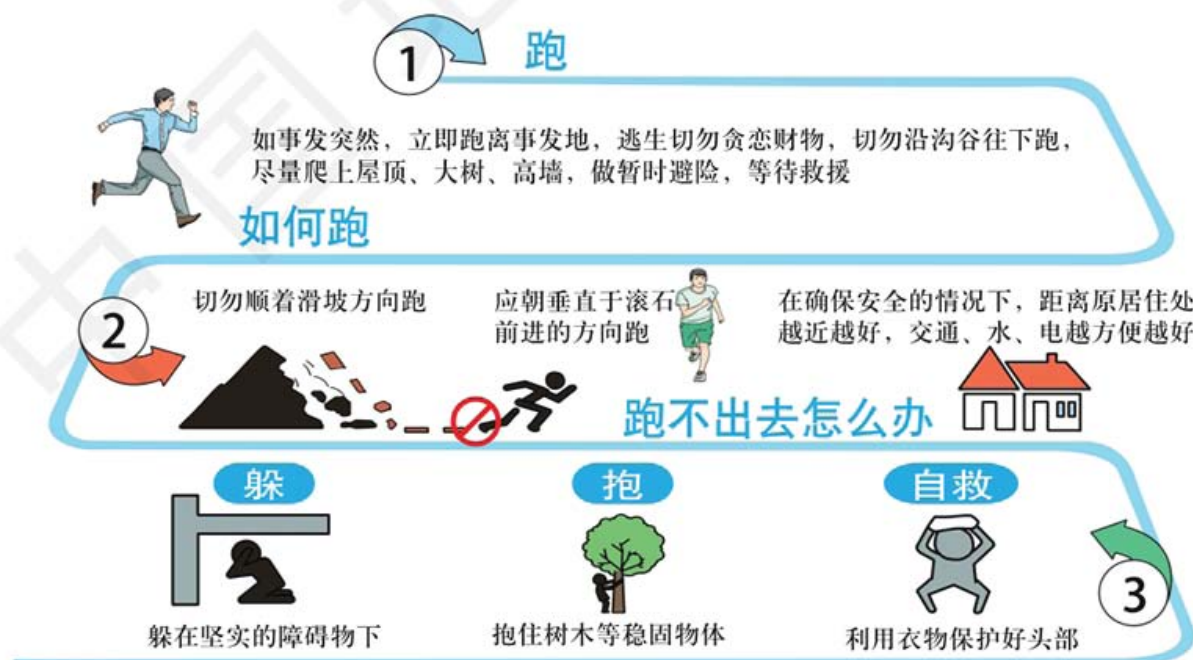 1 跑
如事发突然，立即跑离事发地，逃生切勿贪恋财物，切勿沿沟谷往下跑，
尽量爬上屋顶、大树、高墙，做暂时避险，等待救援
如何跑
2
切勿顺着滑坡方向跑
应朝垂直于滚石
前进的方向跑
在确保安全的情况下，距离原居住处
越近越好，交通、水、电越方便越好
跑不出去怎么办
3
躲
抱
自救
躲在坚实的障碍物下
抱住树木等稳固物体
利用衣物保护好头部
中国